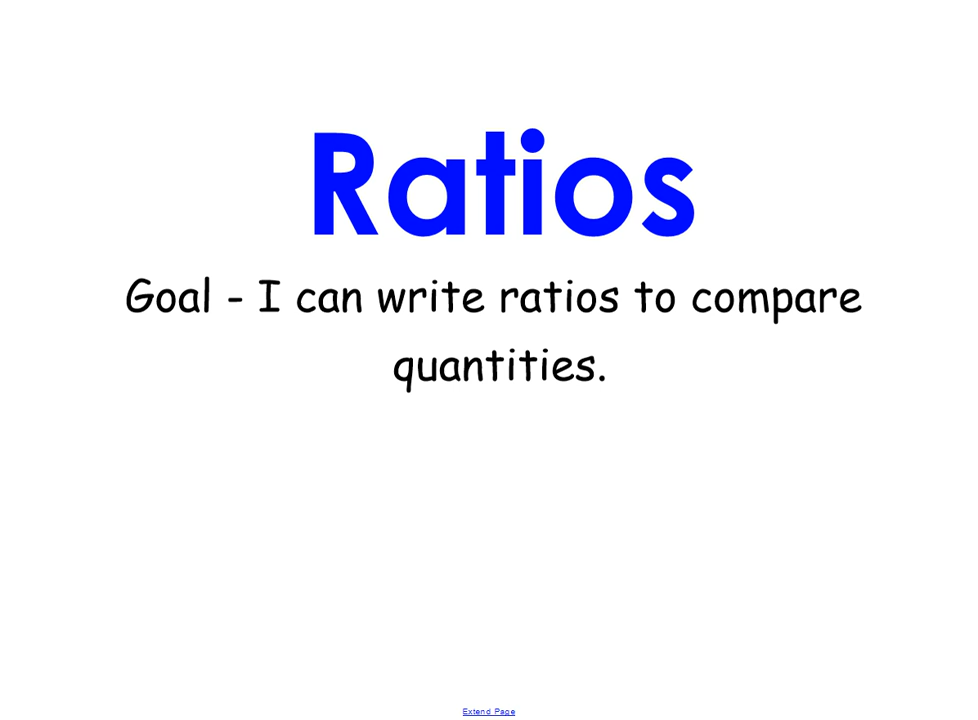 Ratios
Goal - I can write ratios to compare
quantities.
Extend Page